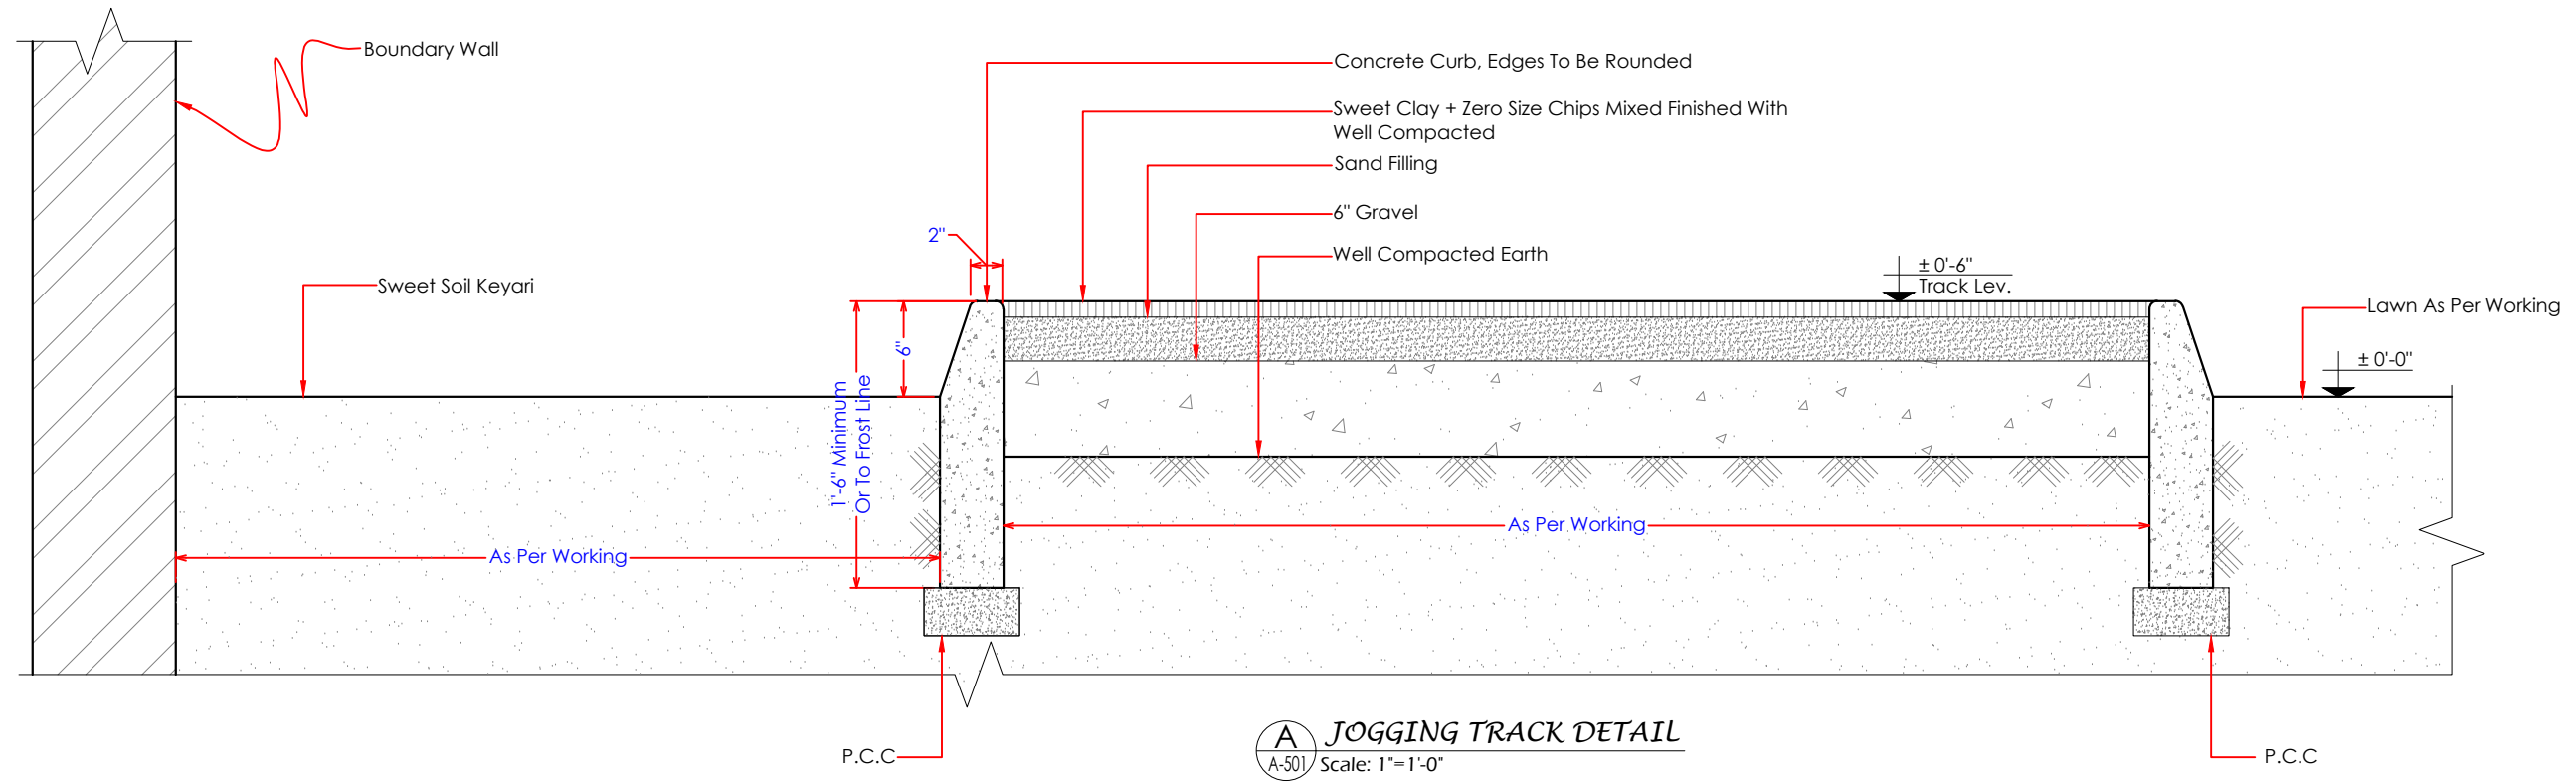 Boundary Wall
Concrete Curb, Edges To Be Rounded
Sweet Clay + Zero Size Chips Mixed Finished With
Well Compacted
Sand Filling
6" Gravel
2"
Well Compacted Earth
± 0'-6"
Track Lev.
Sweet Soil Keyari
Lawn As Per Working
6"
± 0'-0"
1'-6" Minimum
Or To Frost Line
As Per Working
As Per Working
P.C.C
A
A-501
JOGGING TRACK DETAIL
Scale: 1"=1'-0"
P.C.C